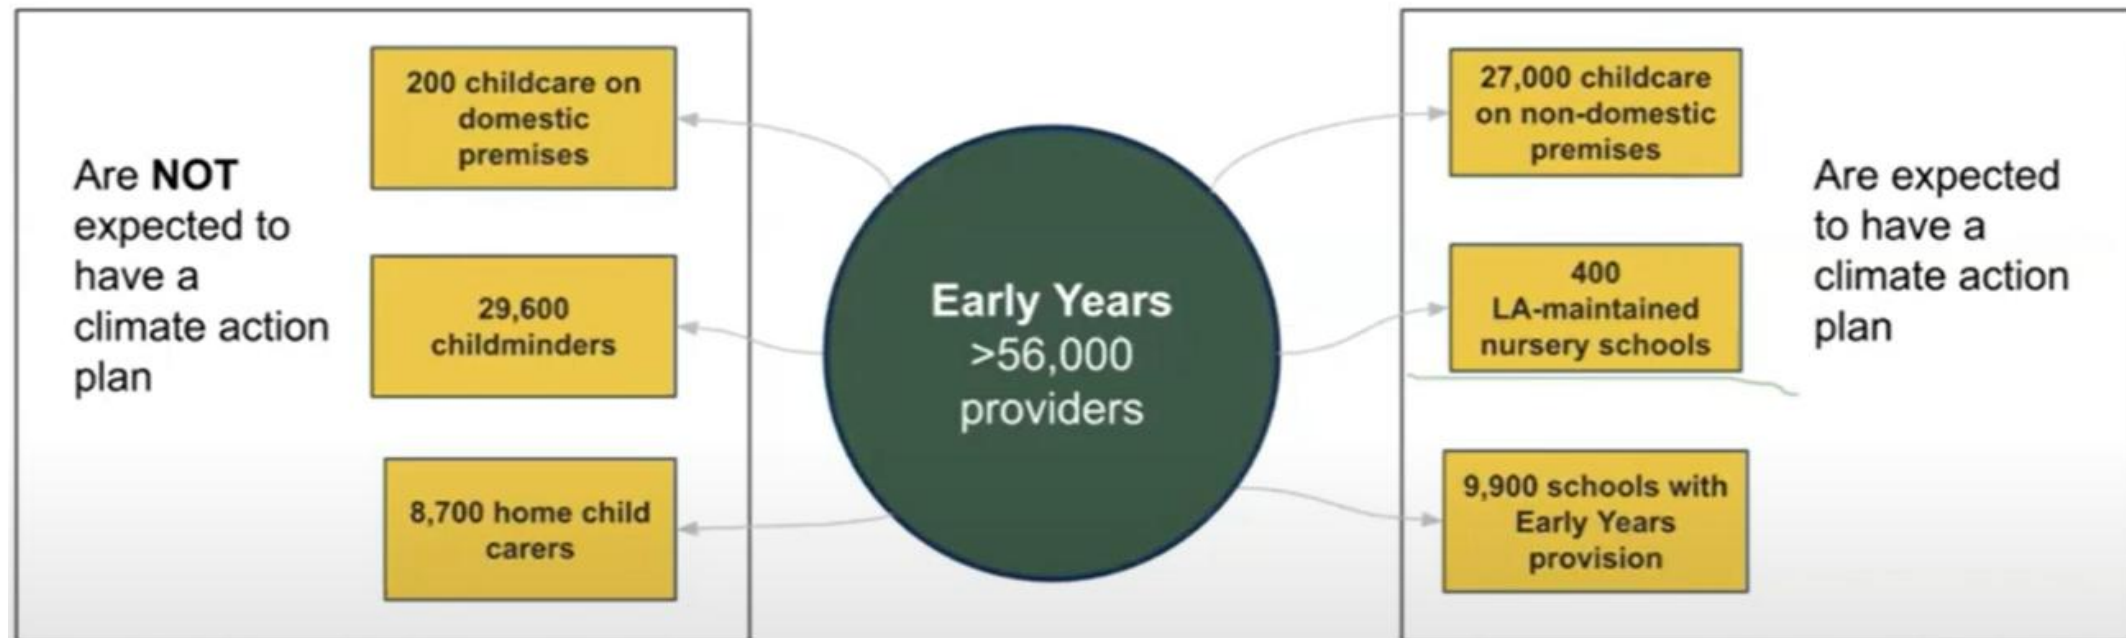 Are NOT
expected to
have a
climate action
plan
200 childcare on
domestic
premises
29,600
childminders
8,700 home child
carers
Early Years
>56,000
providers
27,000 childcare
on non-domestic
premises
400
LA-maintained
nursery schools
9,900 schools with
Early Years
provision
Are expected
to have a
climate action
plan